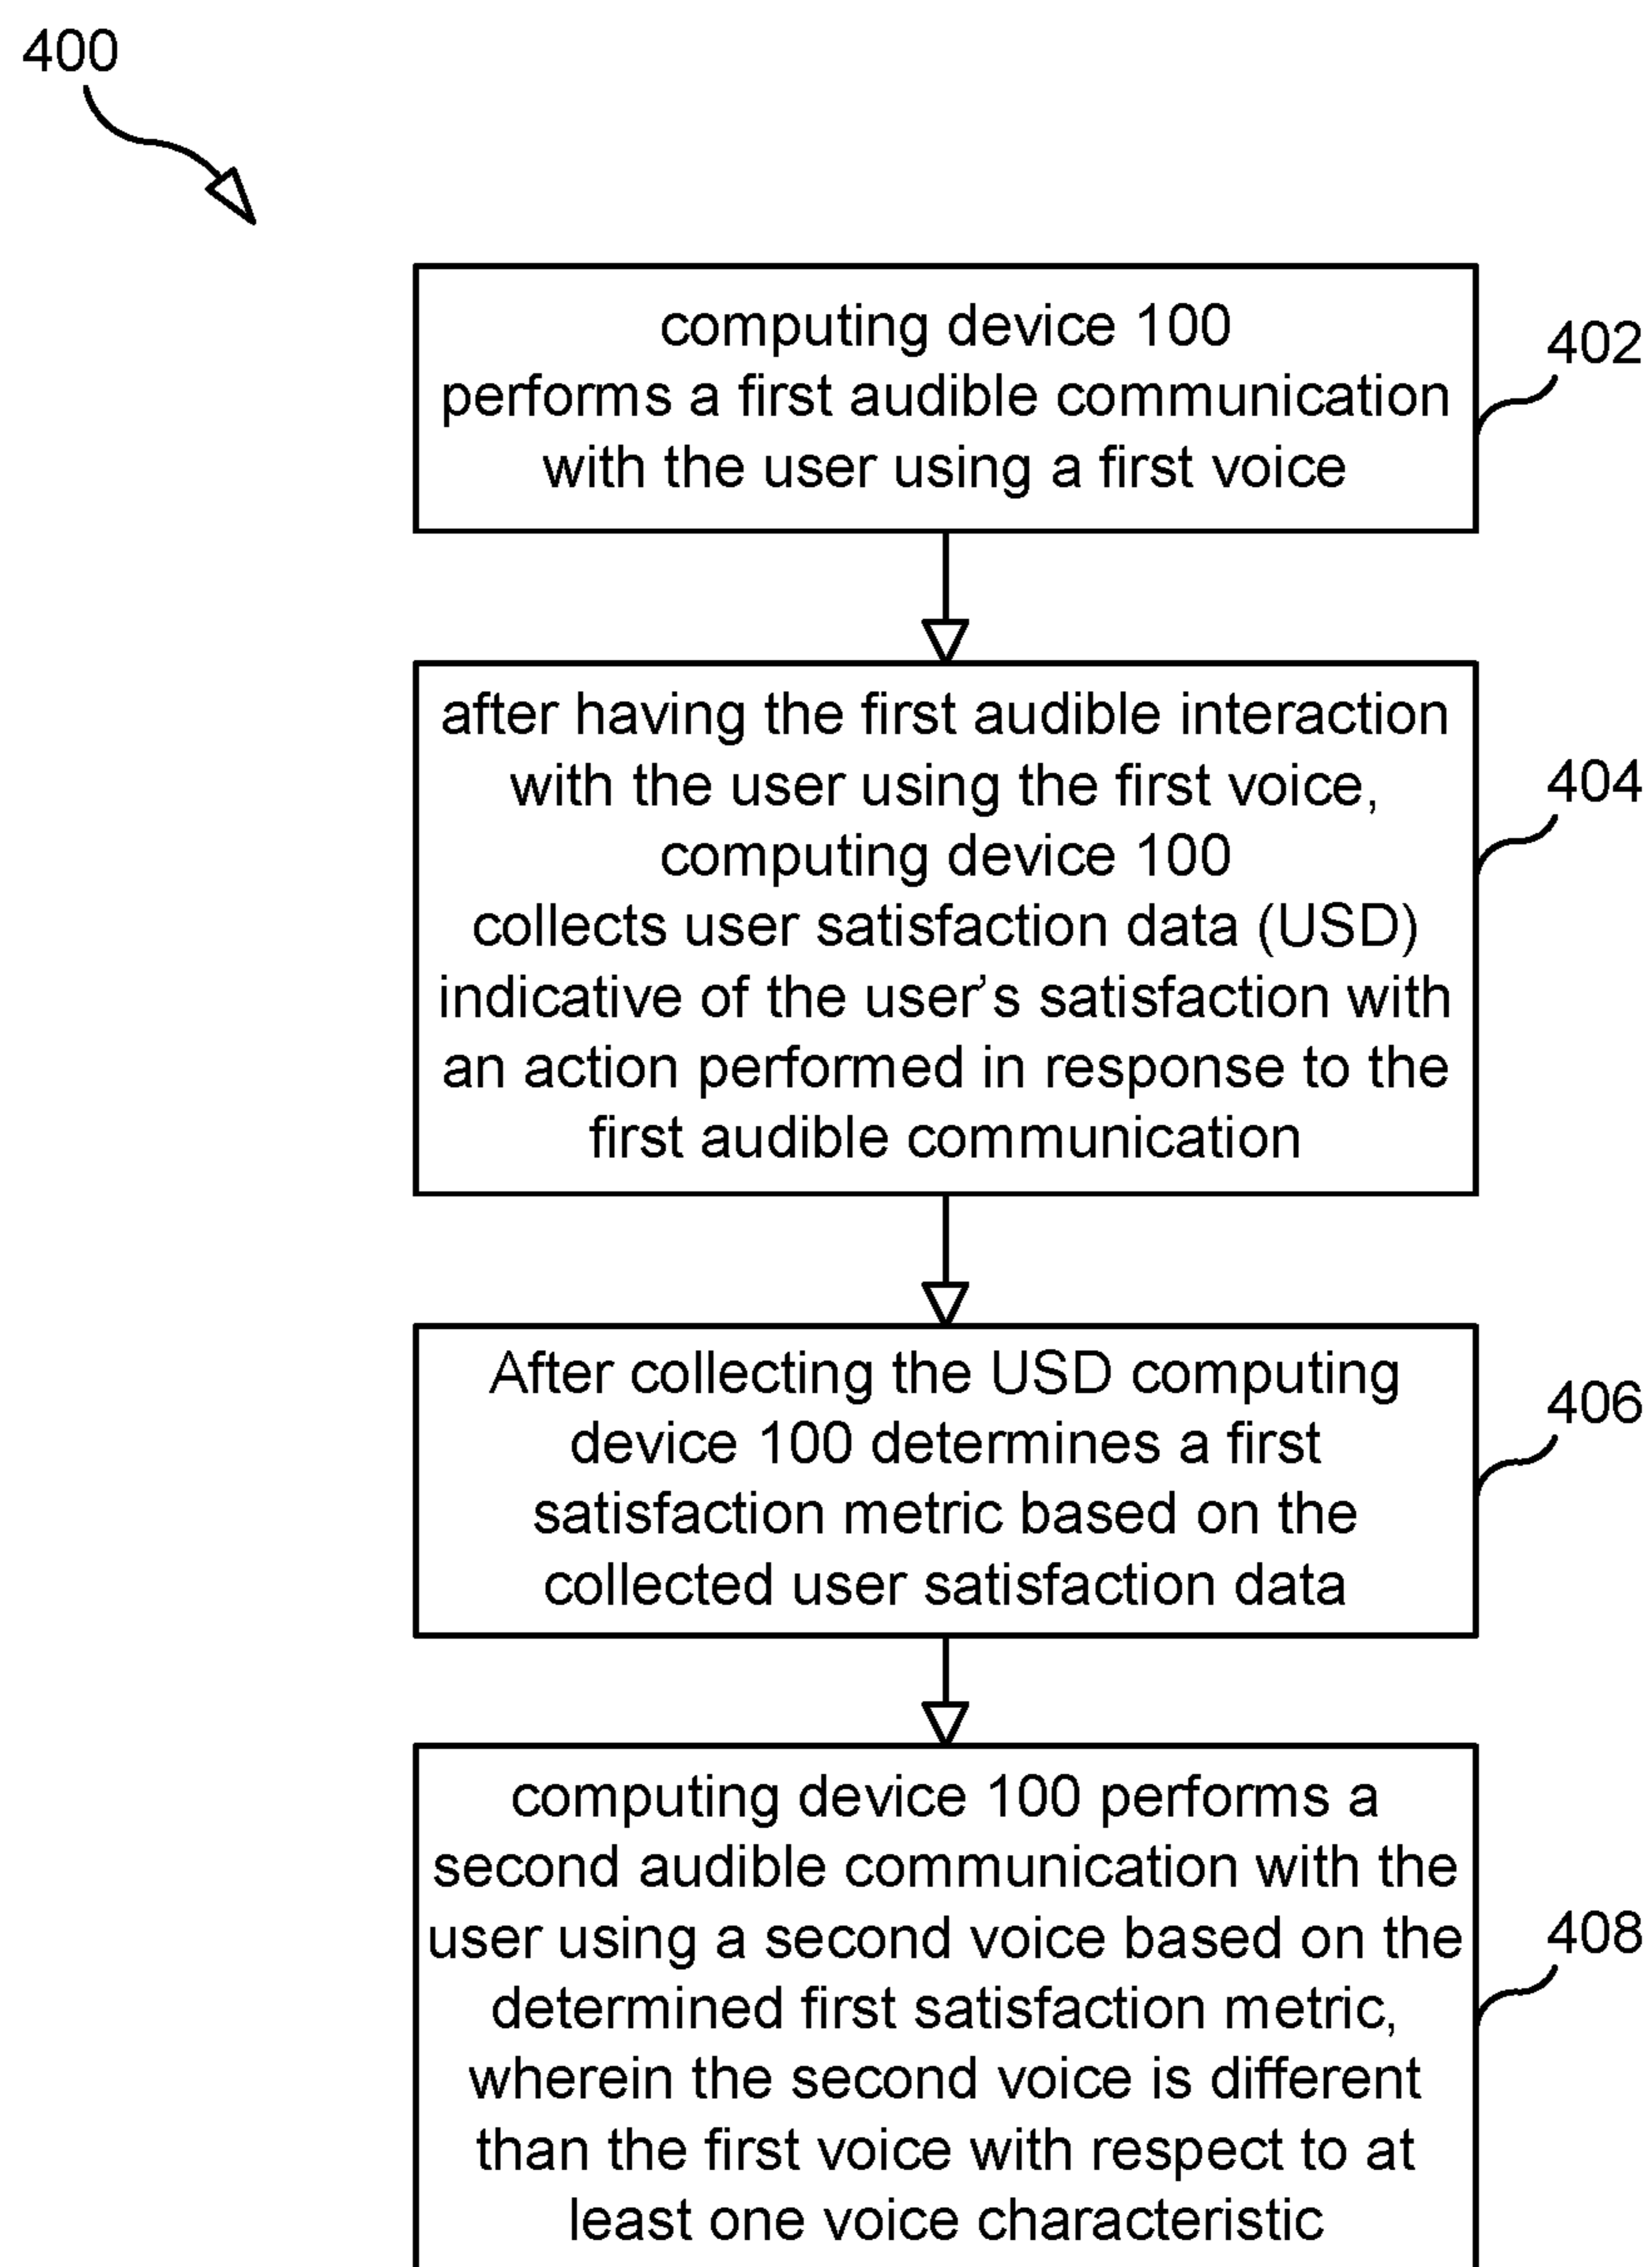 400
computing device 100
performs a first audible communication
with the user using a first voice
402
after having the first audible interaction
with the user using the first voice,
computing device 100
collects user satisfaction data (USD)
indicative of the user's satisfaction with
an action performed in response to the
first audible communication
404
After collecting the USD computing
device 100 determines a first
satisfaction metric based on the
collected user satisfaction data
406
computing device 100 performs a
second audible communication with the
user using a second voice based on the
determined first satisfaction metric,
wherein the second voice is different
than the first voice with respect to at
least one voice characteristic
408